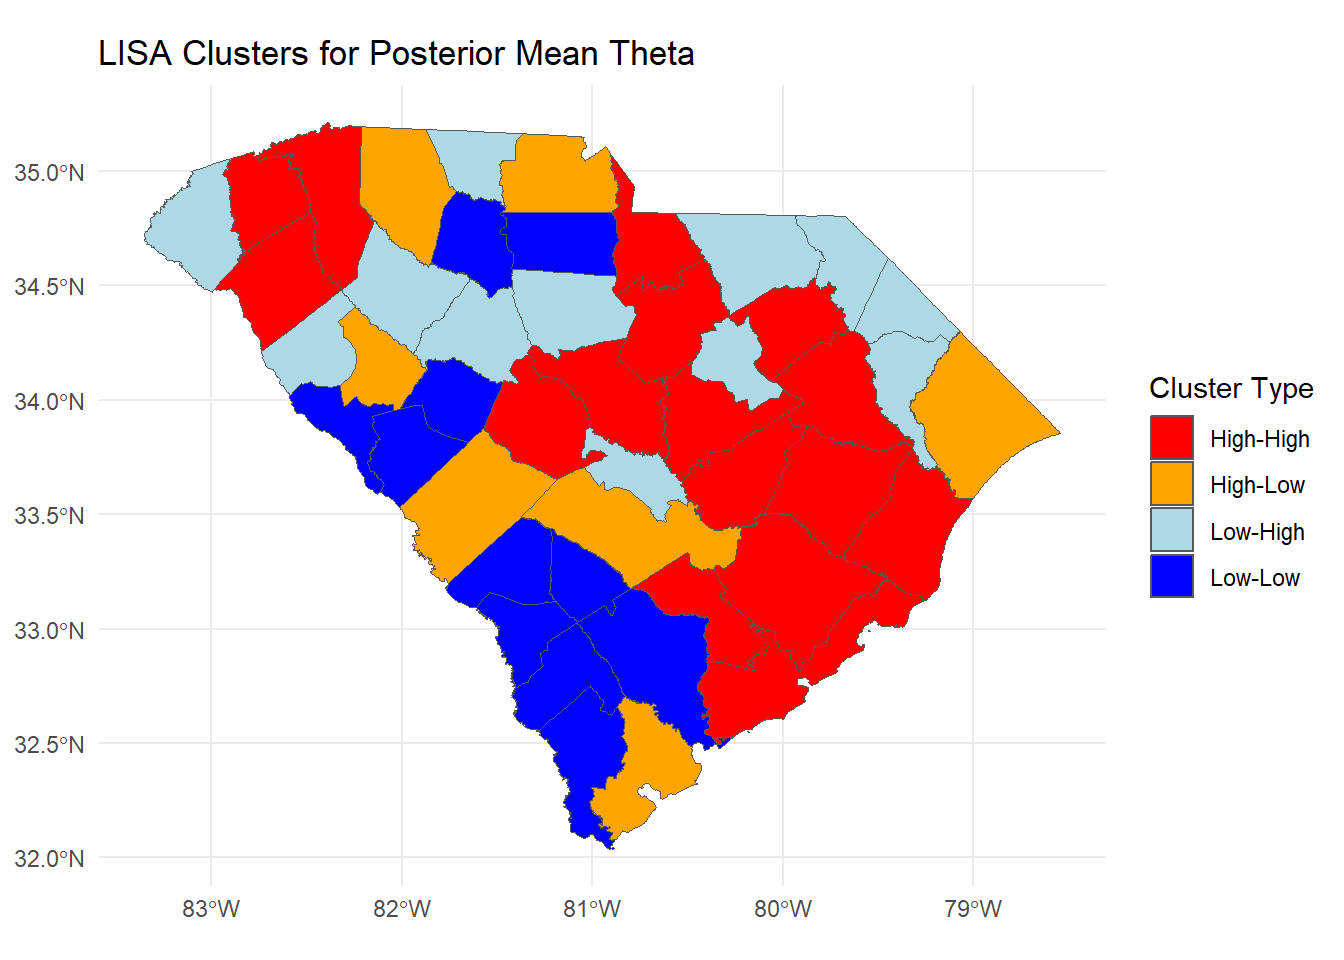 LISA Clusters for Posterior Mean Theta
35.0°N
34.5°N
34.0°N
33.5°N
33.0°N
32.5°N
32.0°N
83°W
82°W
81°W
80°W
79°W
Cluster Type
High-High
High-Low
Low-High
Low-Low